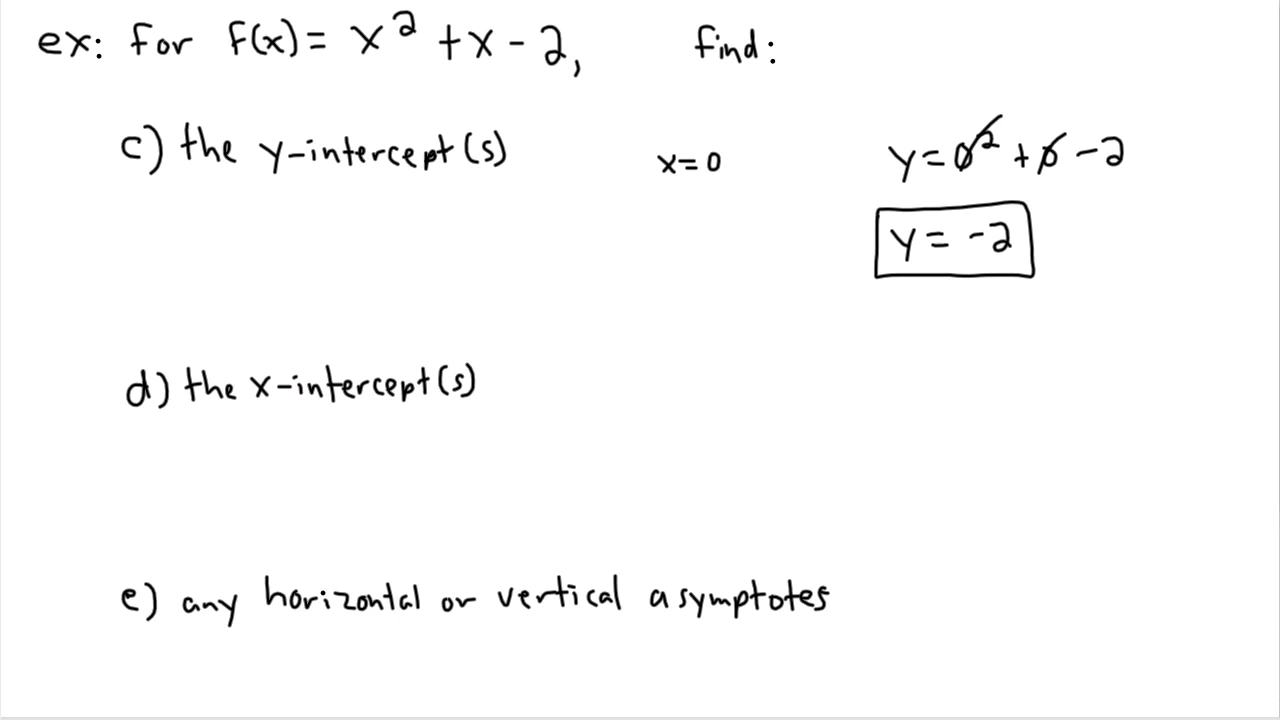 ex: for f(x) = x² + x - 2, find:
c) the y-intercept(s) x = 0 y = 0² + 0 - 2
y = -2
d) the x-intercept(s)
e) any horizontal or vertical asymptotes